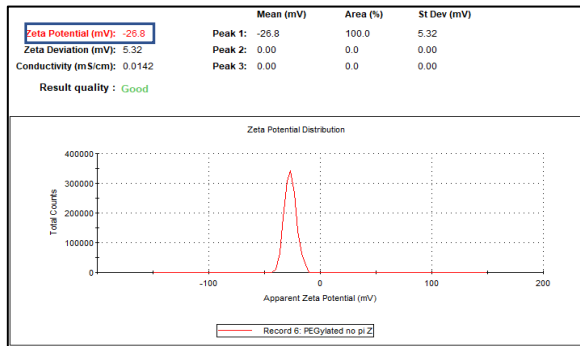 Mean (mV) Area (%) St Dev (mV)
Zeta Potential (mV): -26.8 Peak 1: -26.8 100.0 5.32
Zeta Deviation (mV): 5.32 Peak 2: 0.00 0.0 0.00
Conductivity (mS/cm): 0.0142 Peak 3: 0.00 0.0 0.00
Result quality : Good
Zeta Potential Distribution
400000
300000
200000
100000
0
Total Counts
-100 0 100 200
Apparent Zeta Potential (mV)
Record 6: PEGylated no pi Z